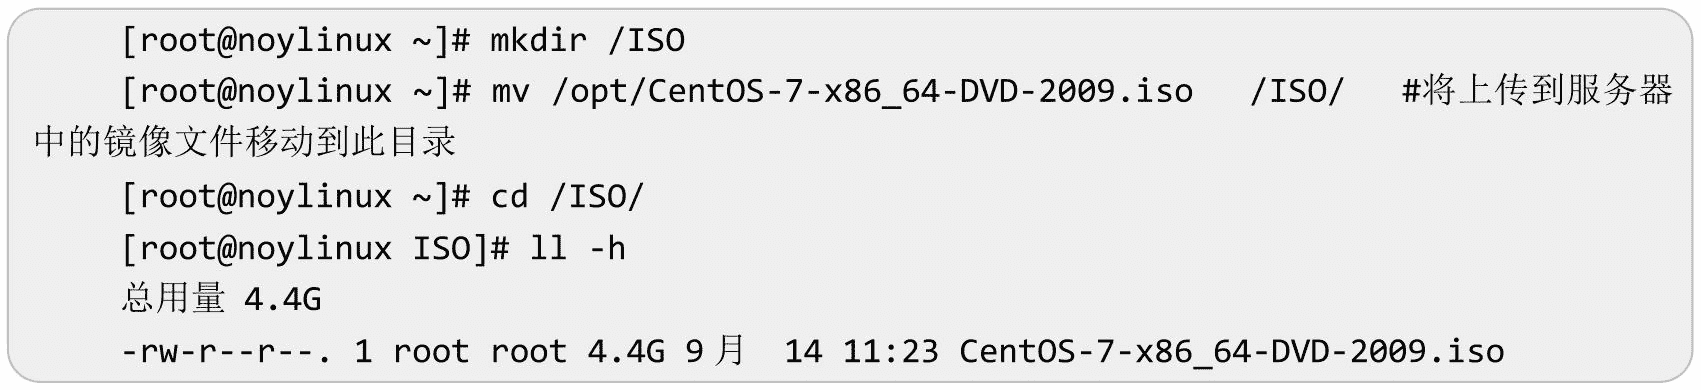 [root@noylinux ~]# mkdir /ISO
[root@noylinux ~]# mv /opt/CentOS-7-x86_64-DVD-2009.iso   /ISO/   #将上传到服务器
中的镜像文件移动到此目录
[root@noylinux ~]# cd /ISO/
[root@noylinux ISO]# ll -h
总用量 4.4G
-rw-r--r--. 1 root root 4.4G 9月  14 11:23 CentOS-7-x86_64-DVD-2009.iso